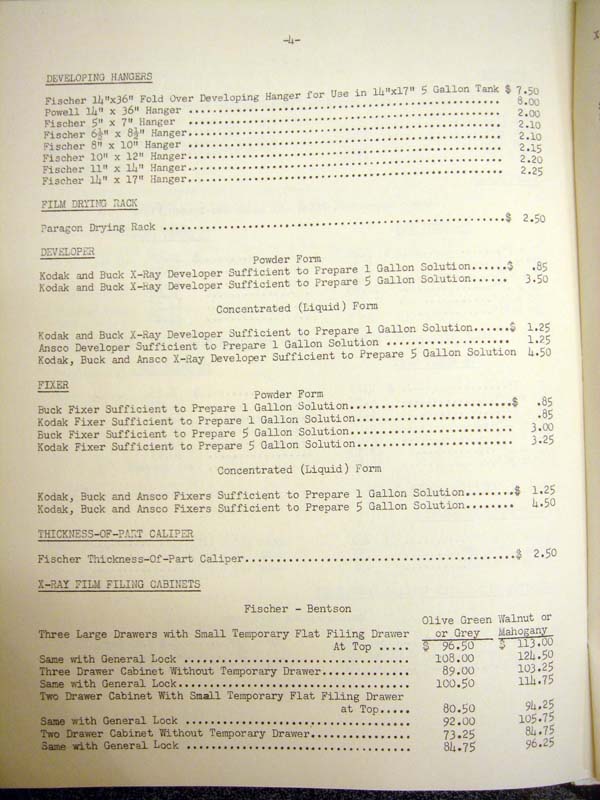 -4-
DEVELOPING HANGERS
Fischer 14"x36" Fold Over Developing Hanger for Use in 14"x17" 5 Gallon Tank $ 7.50
Powell 14" x 36" Hanger ........ 8.00
Fischer 5" x 7" Hanger ........ 2.00
Fischer 6½" x 8½" Hanger........ 2.10
Fischer 8" x 10" Hanger........ 2.10
Fischer 10" x 12" Hanger........ 2.15
Fischer 11" x 14" Hanger........ 2.20
Fischer 14" x 17" Hanger........ 2.25
FILM DRYING RACK
Paragon Drying Rack ........$ 2.50
DEVELOPER
Powder Form
Kodak and Buck X-Ray Developer Sufficient to Prepare 1 Gallon Solution......$ .85
Kodak and Buck X-Ray Developer Sufficient to Prepare 5 Gallon Solution...... 3.50
Concentrated (Liquid) Form
Kodak and Buck X-Ray Developer Sufficient to Prepare 1 Gallon Solution......$ 1.25
Ansco Developer Sufficient to Prepare 1 Gallon Solution ........ 1.25
Kodak, Buck and Ansco X-Ray Developer Sufficient to Prepare 5 Gallon Solution 4.50
FIXER
Powder Form
Buck Fixer Sufficient to Prepare 1 Gallon Solution........$ .85
Kodak Fixer Sufficient to Prepare 1 Gallon Solution........ .85
Buck Fixer Sufficient to Prepare 5 Gallon Solution........ 3.00
Kodak Fixer Sufficient to Prepare 5 Gallon Solution........ 3.25
Concentrated (Liquid) Form
Kodak, Buck and Ansco Fixers Sufficient to Prepare 1 Gallon Solution........$ 1.25
Kodak, Buck and Ansco Fixers Sufficient to Prepare 5 Gallon Solution........ 4.50
THICKNESS-OF-PART CALIPER
Fischer Thickness-Of-Part Caliper........$ 2.50
X-RAY FILM FILING CABINETS
Fischer - Bentson
Olive Green Walnut or
or Grey Mahogany
Three Large Drawers with Small Temporary Flat Filing Drawer
At Top ..... $ 96.50 $ 113.00
Same with General Lock ........ 108.00 124.50
Three Drawer Cabinet Without Temporary Drawer........ 89.00 103.25
Same with General Lock........ 100.50 114.75
Two Drawer Cabinet With Small Temporary Flat Filing Drawer
at Top..... 80.50 94.25
Same with General Lock ........ 92.00 105.75
Two Drawer Cabinet Without Temporary Drawer........ 73.25 84.75
Same with General Lock ........ 84.75 96.25